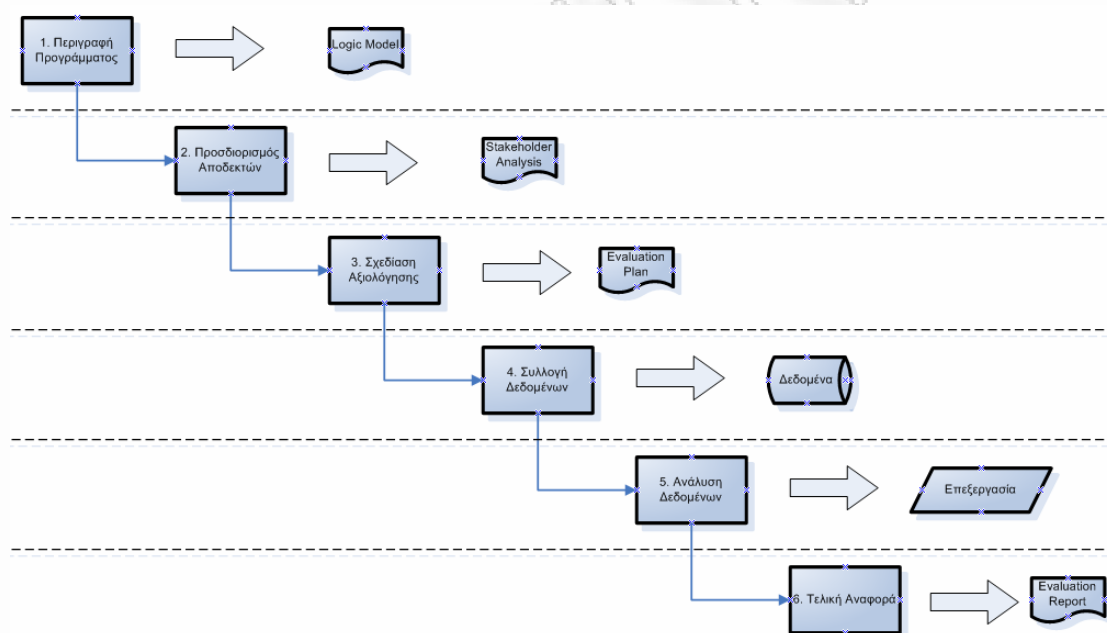 1. Περιγραφή
Προγράμματος
Logic Model
2. Προσδιορισμός
Αποδεκτών
Stakeholder
Analysis
3. Σχεδίαση
Αξιολόγησης
Evaluation
Plan
4. Συλλογή
Δεδομένων
Δεδομένα
5. Ανάλυση
Δεδομένων
Επεξεργασία
6. Τελική Αναφορά
Evaluation
Report